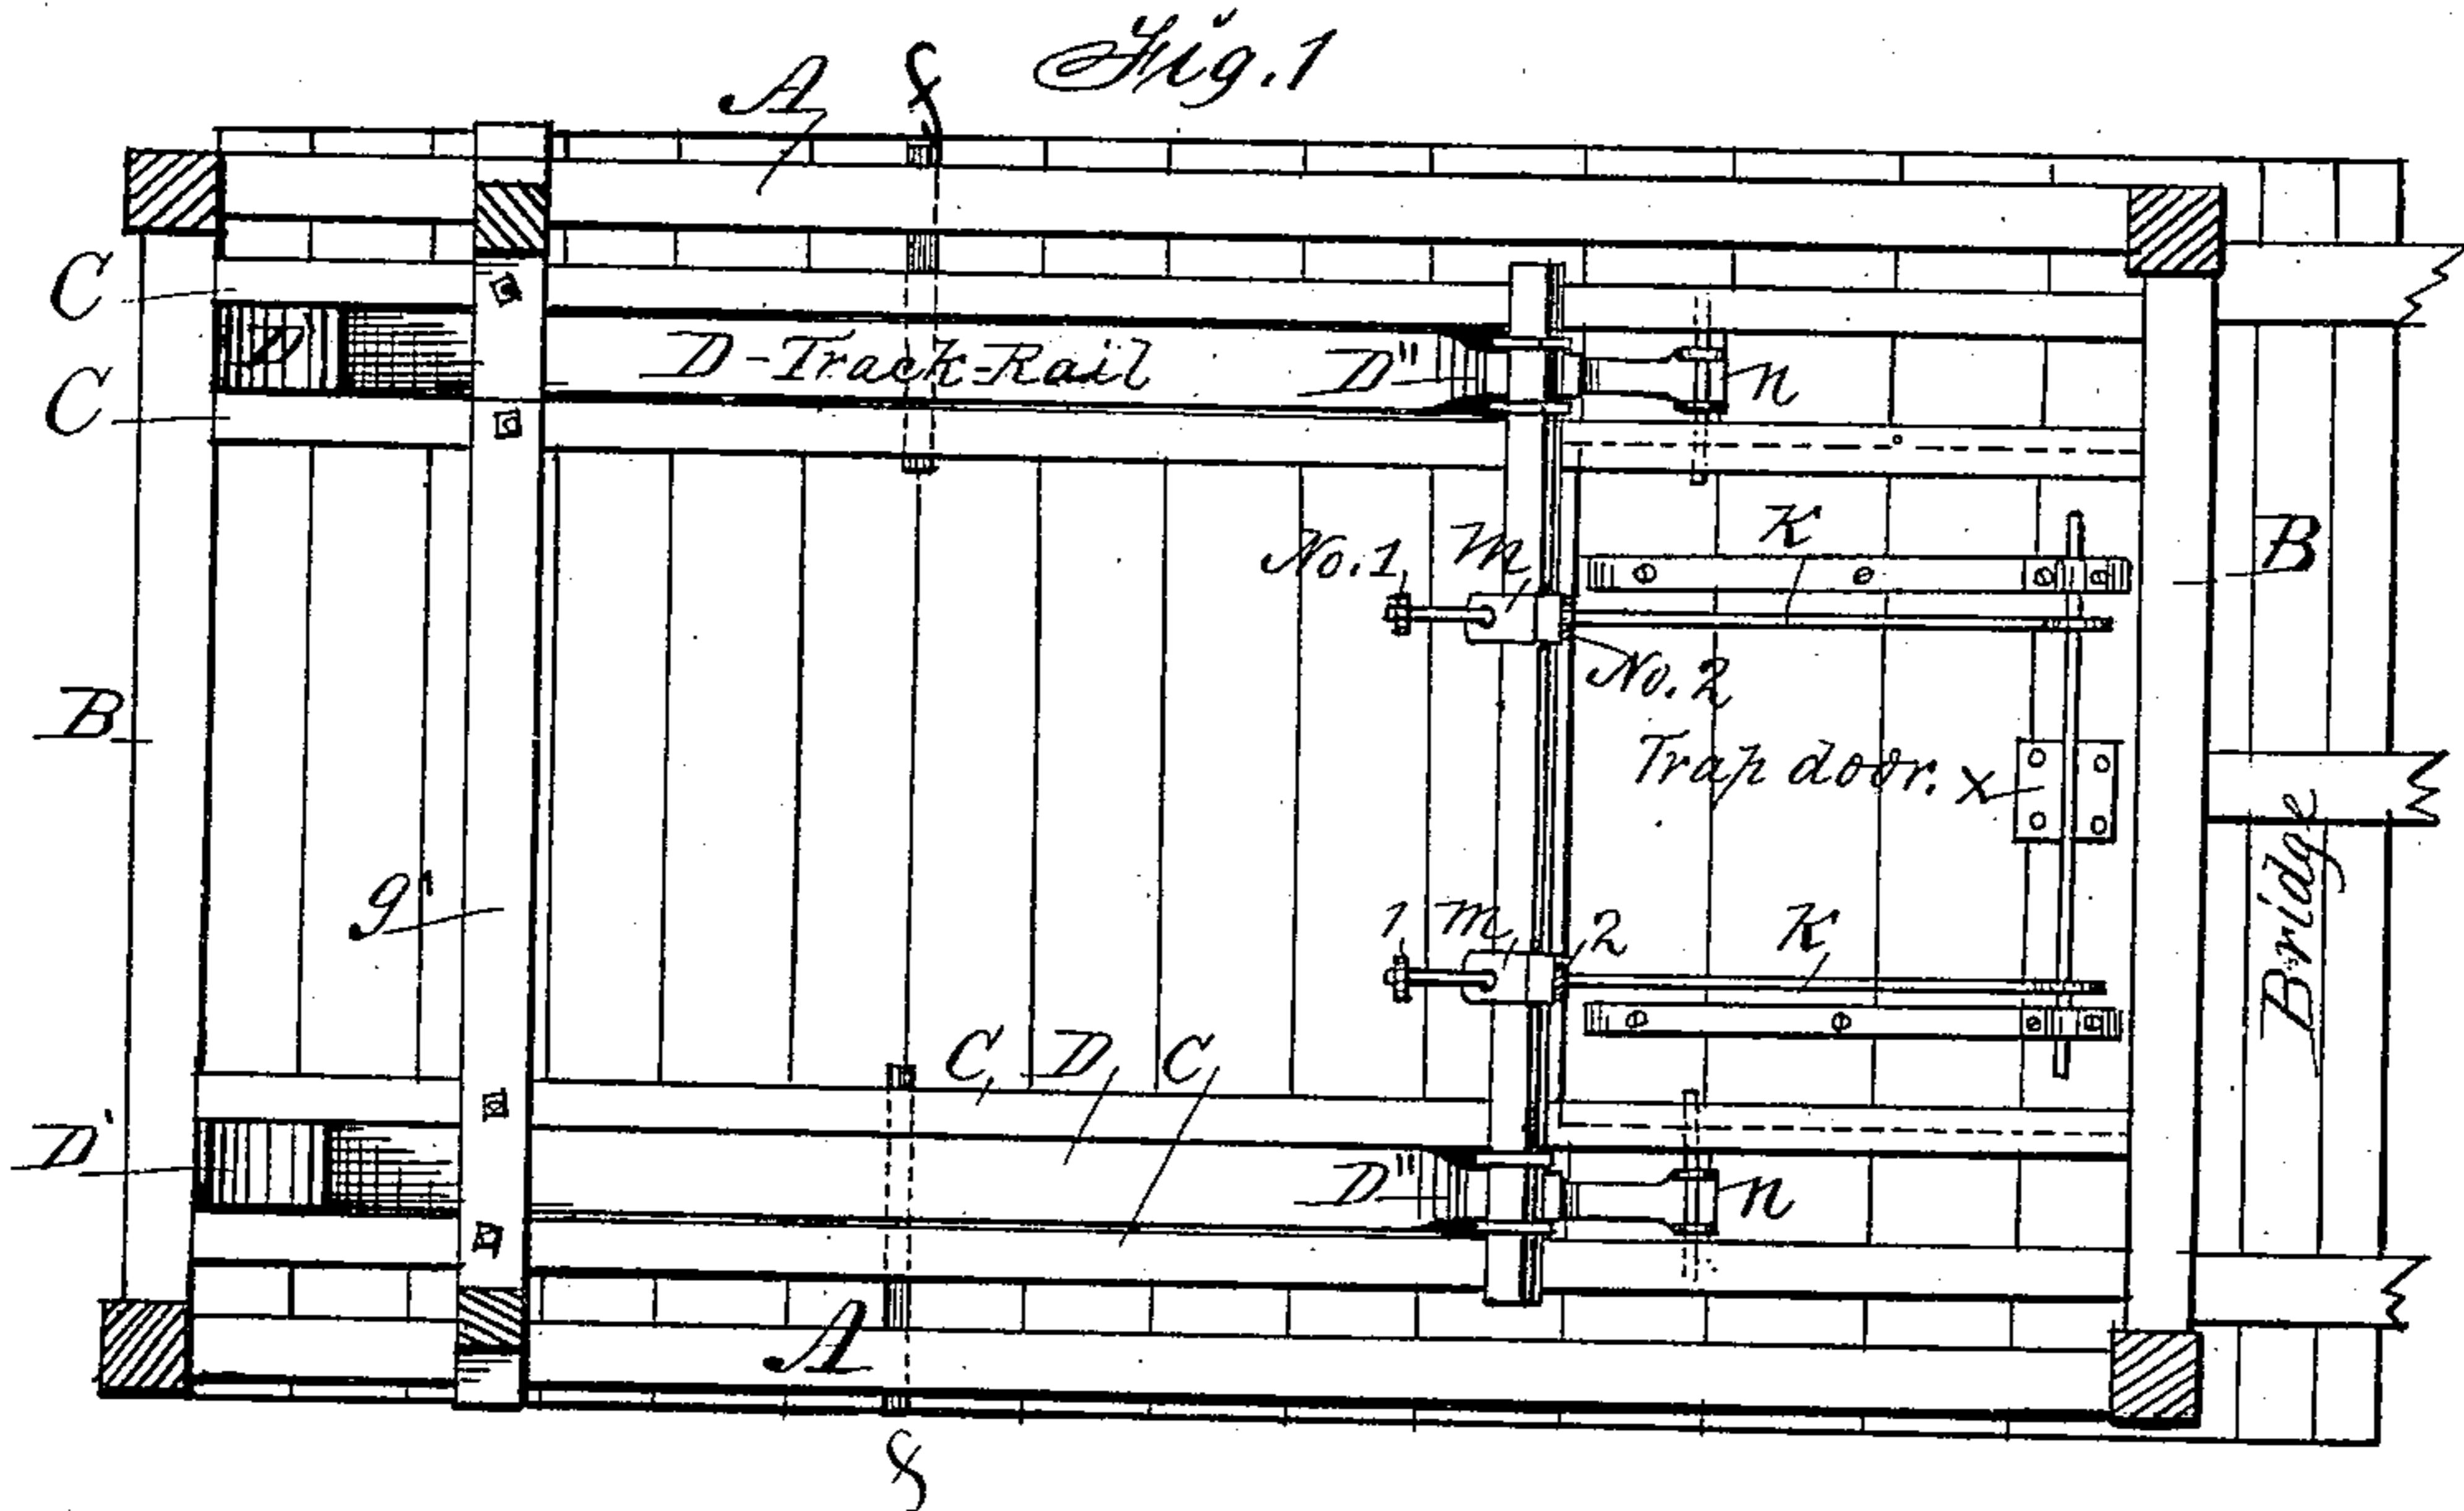 Fig. 1
A
C
D
D-Track-Rail
D"
n
C
K
No. 1
m
B
No. 2
B
Trap door. x
Bridge
g'
1
m
2
K
C
D
C
D'
D"
n
A